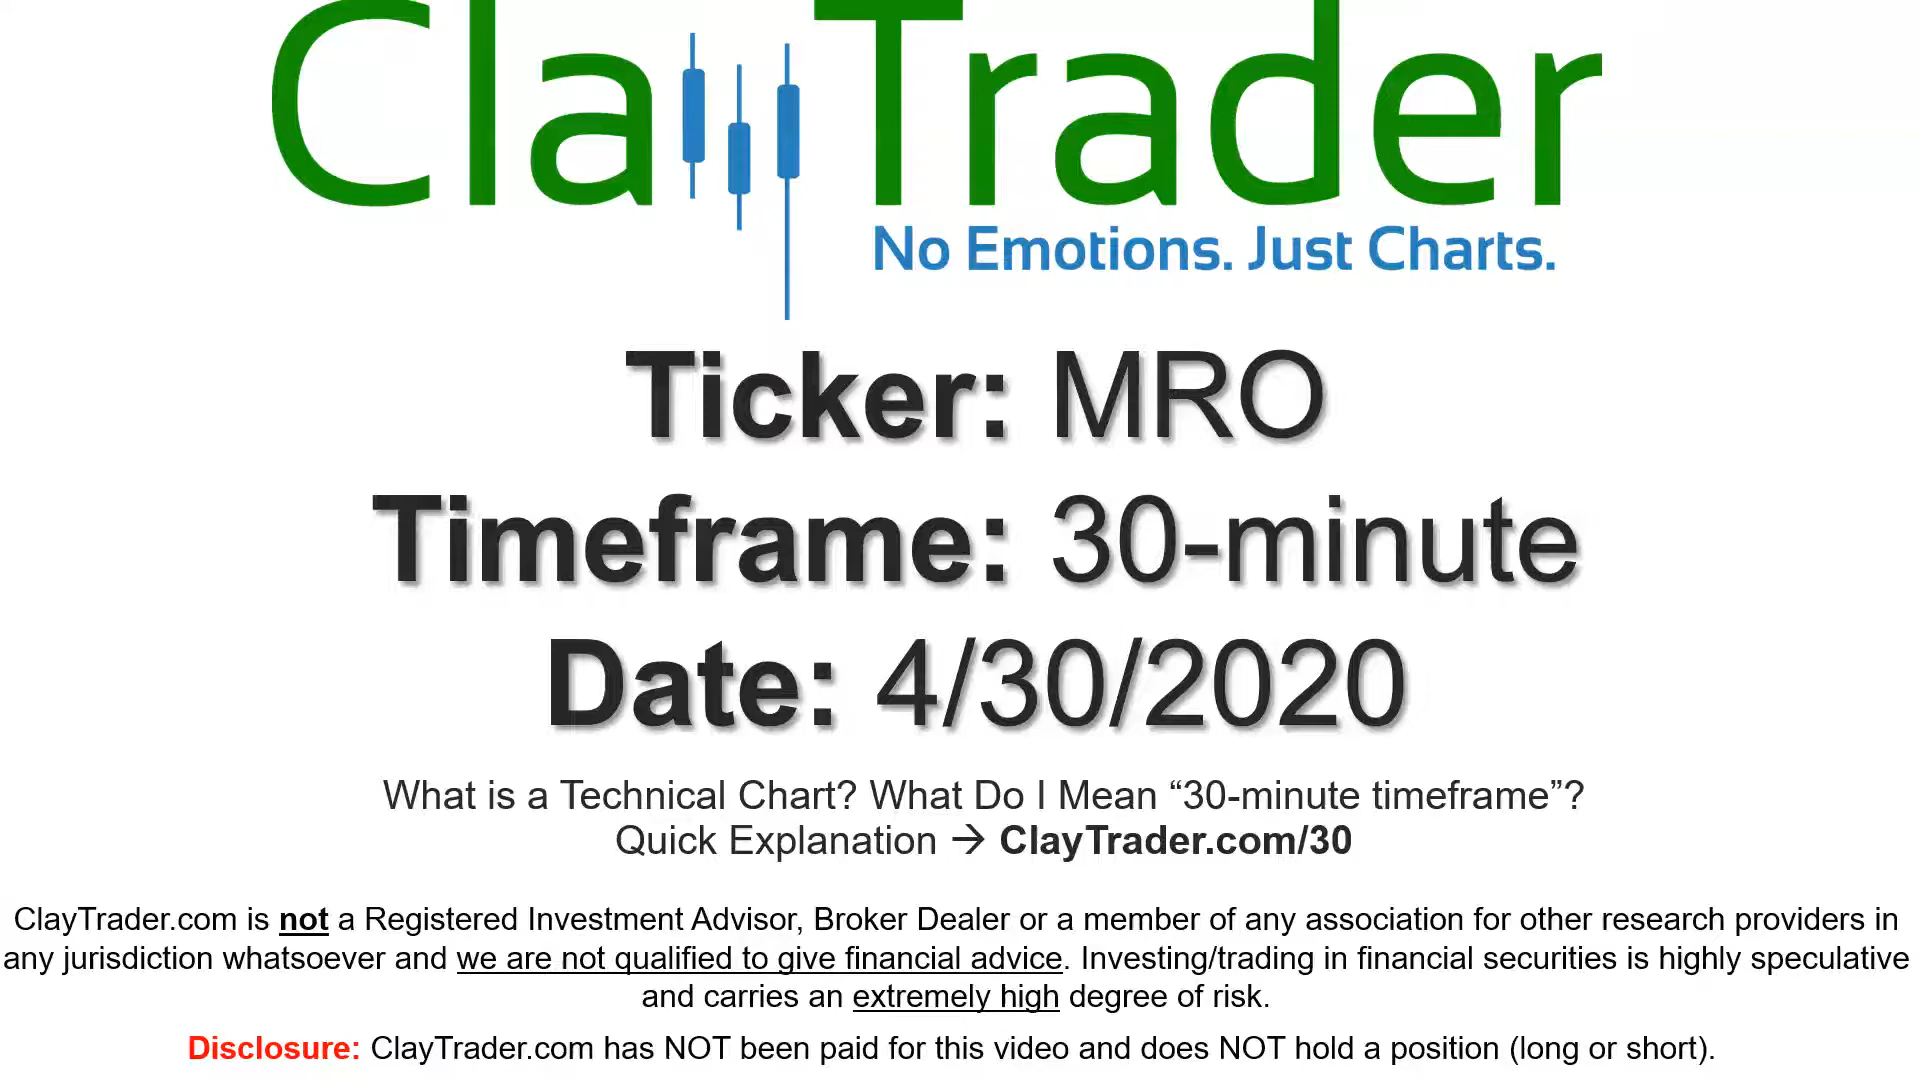 ClayTrader
No Emotions. Just Charts.
Ticker: MRO
Timeframe: 30-minute
Date: 4/30/2020
What is a Technical Chart? What Do I Mean “30-minute timeframe”?
Quick Explanation → ClayTrader.com/30
ClayTrader.com is not a Registered Investment Advisor, Broker Dealer or a member of any association for other research providers in
any jurisdiction whatsoever and we are not qualified to give financial advice. Investing/trading in financial securities is highly speculative
and carries an extremely high degree of risk.
Disclosure: ClayTrader.com has NOT been paid for this video and does NOT hold a position (long or short).